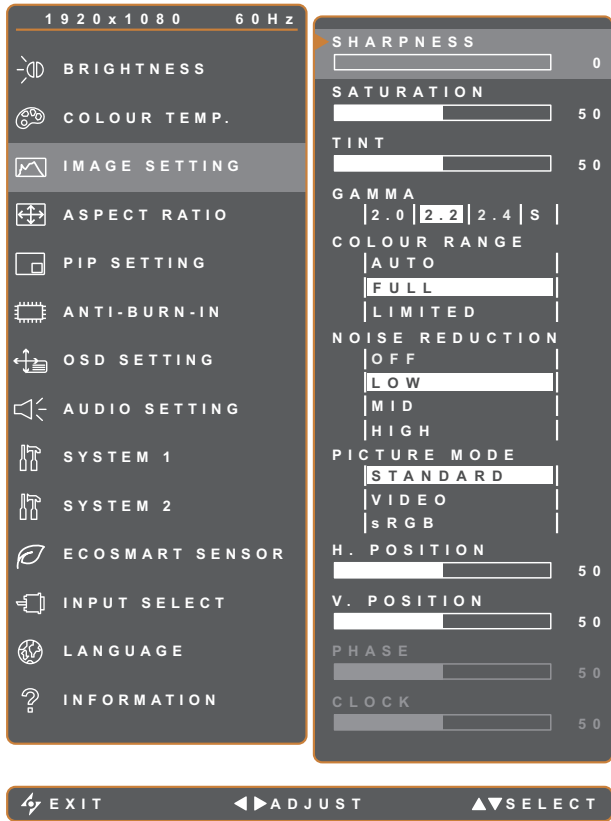 1920x1080 60Hz
BRIGHTNESS
COLOUR TEMP.
IMAGE SETTING
ASPECT RATIO
PIP SETTING
ANTI-BURN-IN
OSD SETTING
AUDIO SETTING
SYSTEM 1
SYSTEM 2
ECOSMART SENSOR
INPUT SELECT
LANGUAGE
INFORMATION
SHARPNESS
0
SATURATION
50
TINT
50
GAMMA
2.0 2.2 2.4 S
COLOUR RANGE
AUTO
FULL
LIMITED
NOISE REDUCTION
OFF
LOW
MID
HIGH
PICTURE MODE
STANDARD
VIDEO
sRGB
H. POSITION
50
V. POSITION
50
PHASE
50
CLOCK
50
EXIT ADJUST SELECT